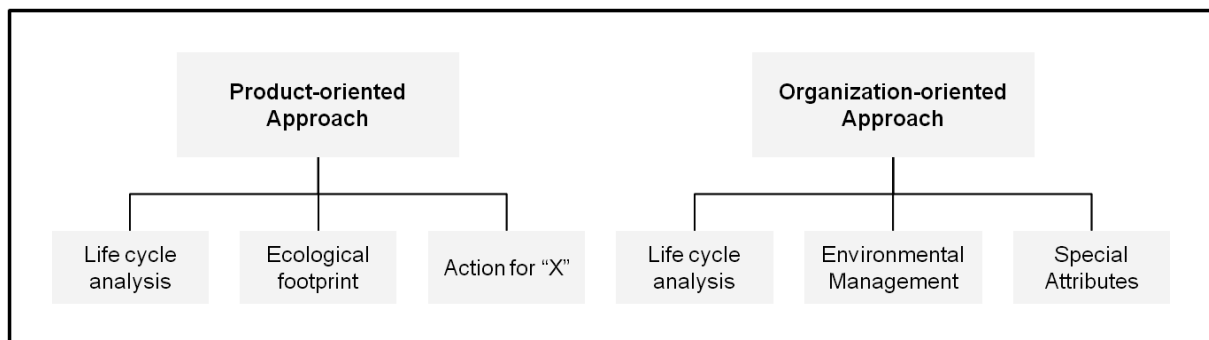 Product-oriented
Approach
Organization-oriented
Approach
Life cycle
analysis
Ecological
footprint
Action for “X”
Life cycle
analysis
Environmental
Management
Special
Attributes